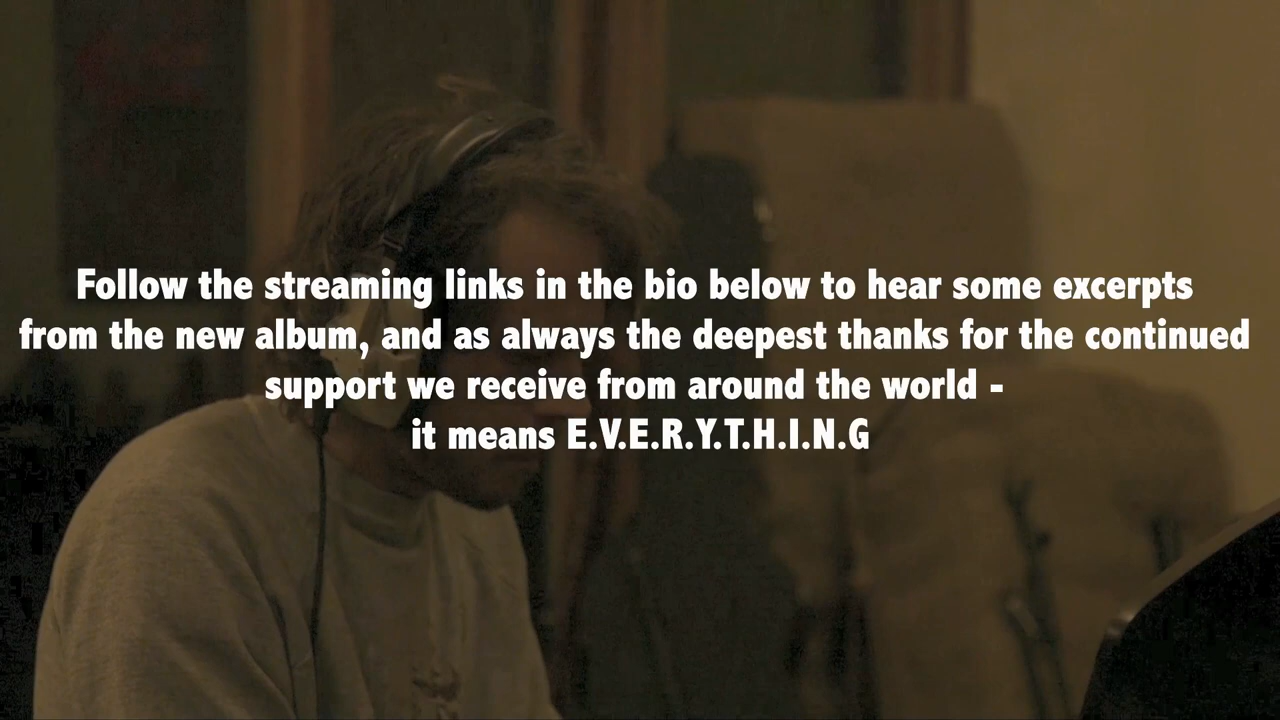 Follow the streaming links in the bio below to hear some excerpts
from the new album, and as always the deepest thanks for the continued
support we receive from around the world -
it means E.V.E.R.Y.T.H.I.N.G